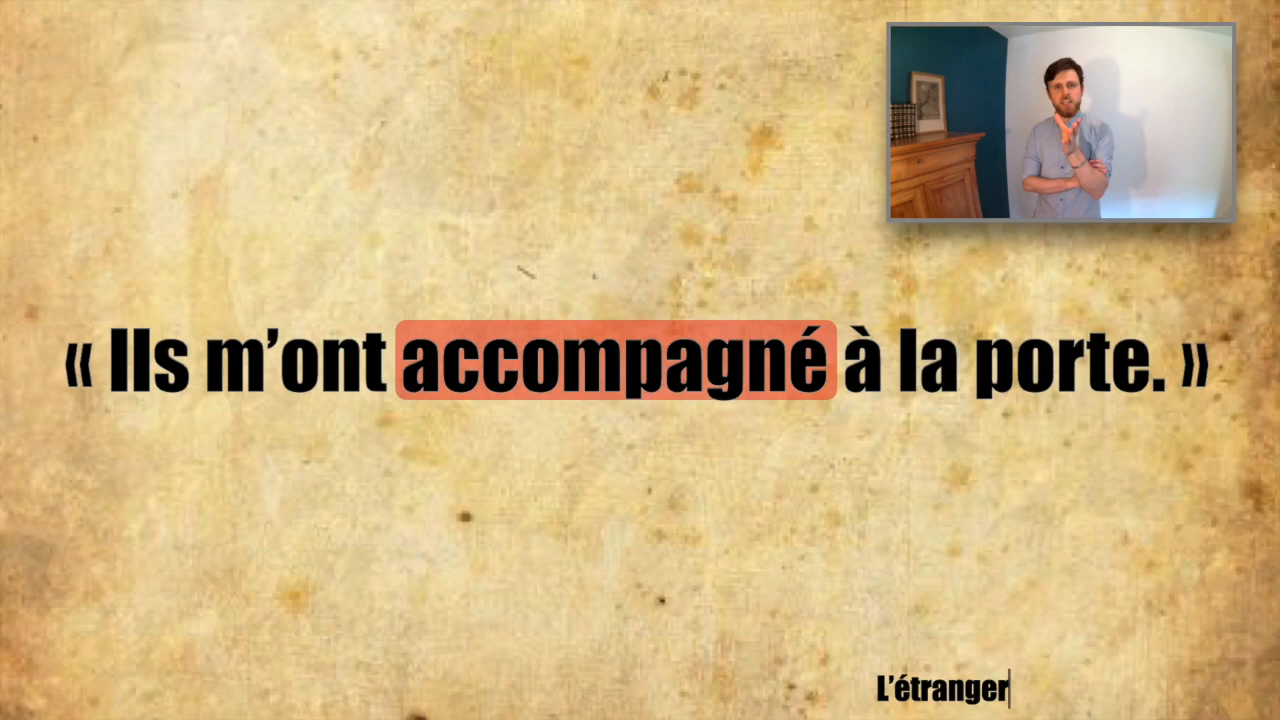 « Ils m’ont accompagné à la porte. »
L’étranger